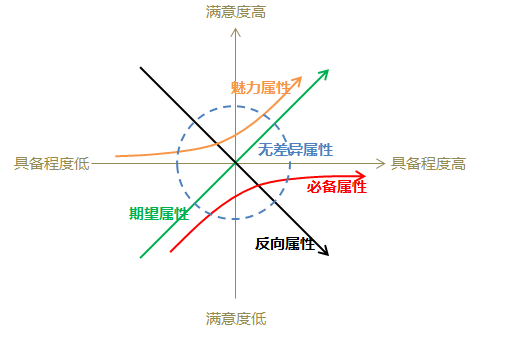 满意度高
魅力属性
无差异属性
具备程度低
具备程度高
必备属性
期望属性
反向属性
满意度低